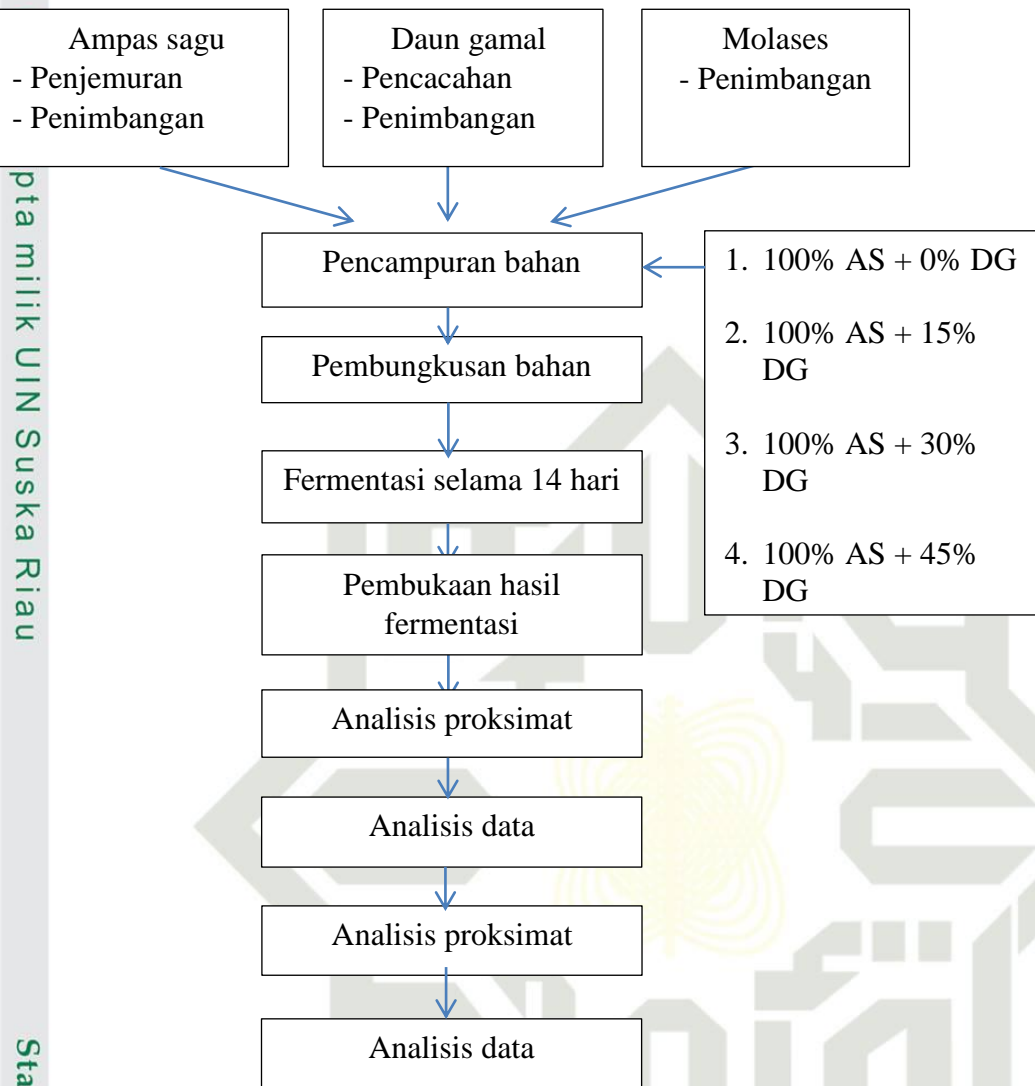 Ampas sagu
- Penjemuran
- Penimbangan
Daun gamal
- Pencacahan
- Penimbangan
Molases
- Penimbangan
Pencampuran bahan
1. 100% AS + 0% DG
2. 100% AS + 15%
DG
3. 100% AS + 30%
DG
4. 100% AS + 45%
DG
Pembungkusan bahan
Fermentasi selama 14 hari
Pembukaan hasil
fermentasi
Analisis proksimat
Analisis data
Analisis proksimat
Analisis data
pta milik UIN Suska Riau
Sta